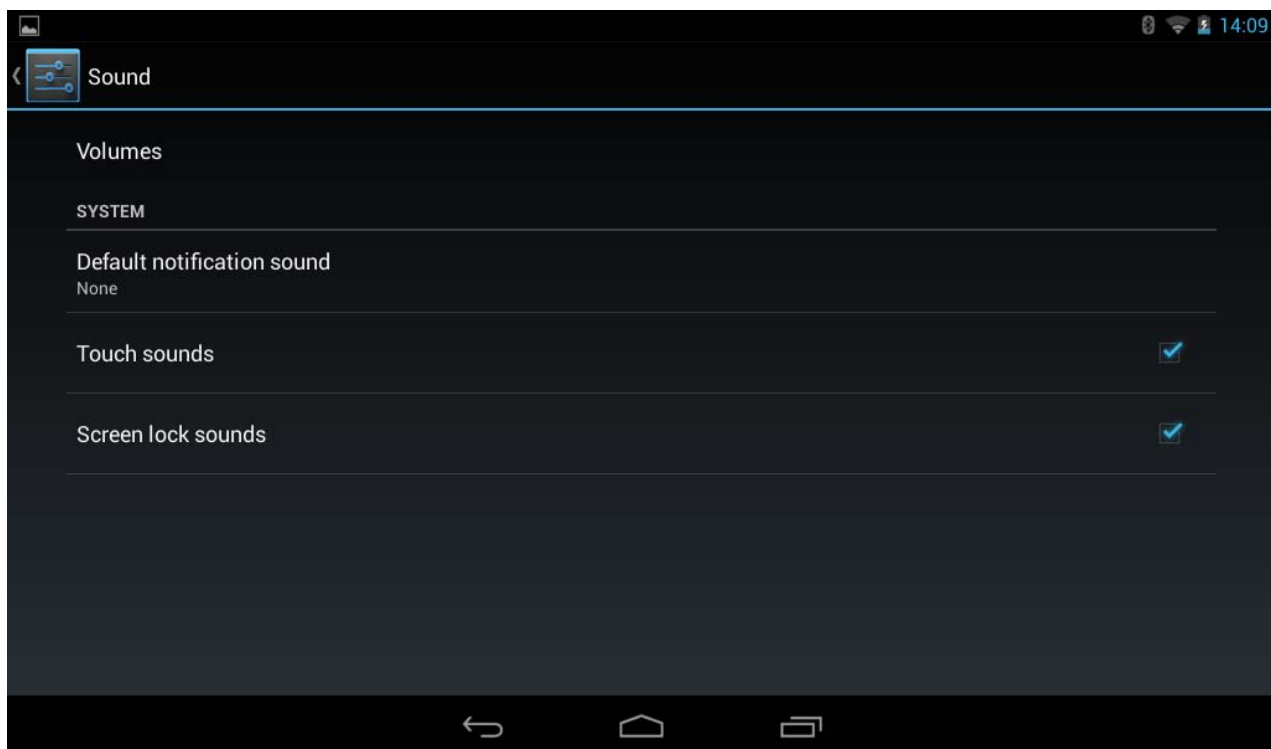 14:09
Sound
Volumes
SYSTEM
Default notification sound
None
Touch sounds
Screen lock sounds